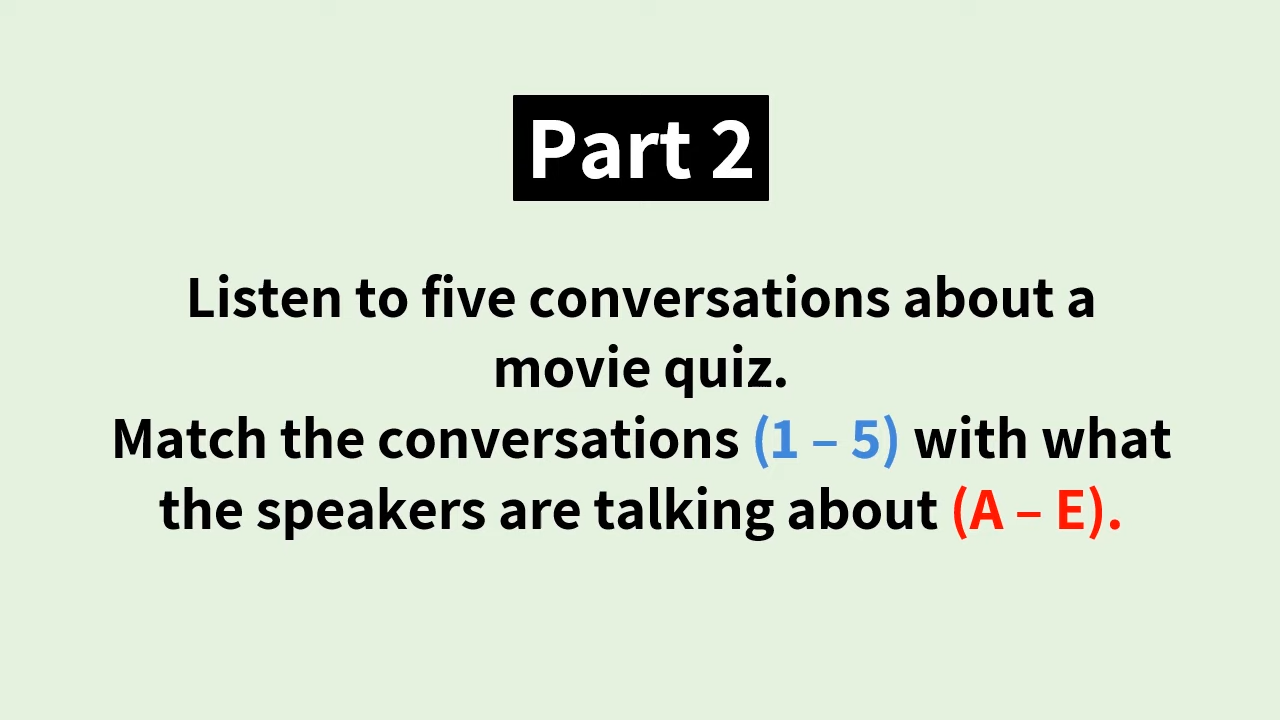 Part 2
Listen to five conversations about a
movie quiz.
Match the conversations (1 – 5) with what
the speakers are talking about (A – E).